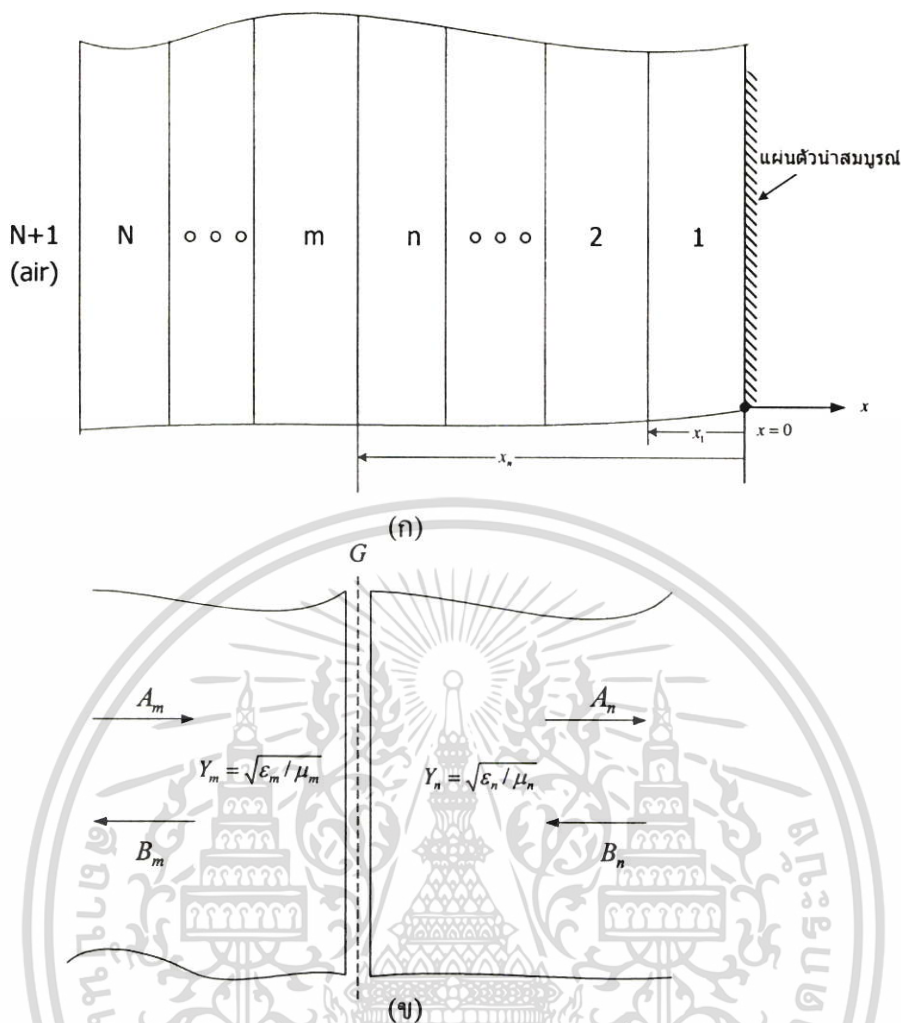 แผ่นตัวนำสมบูรณ์
N+1 N o o o m n o o o 2 1
(air)
x
x₁ x = 0
xₙ
(ก)
G
Aₘ Aₙ
Yₘ = √εₘ / μₘ Yₙ = √εₙ / μₙ
Bₘ Bₙ
(ข)